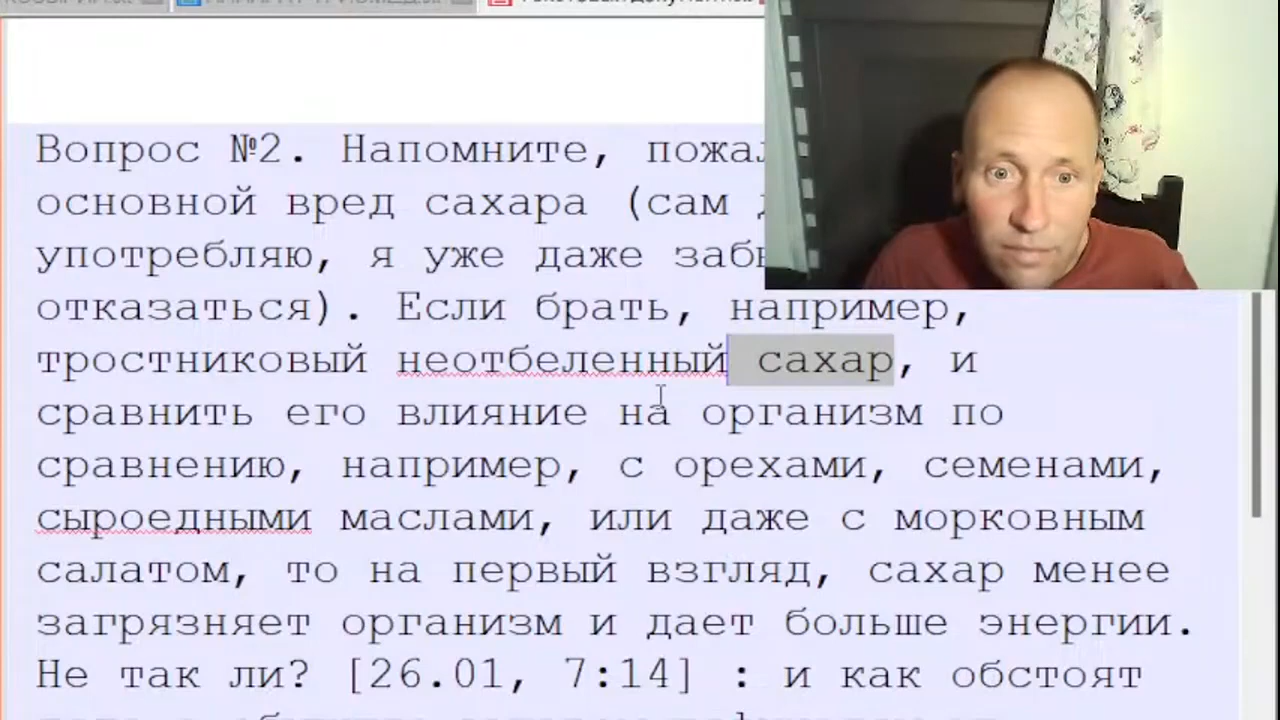 Вопрос №2. Напомните,
основной вред сахара (сам
употребляю, я уже даже
отказаться). Если брать, например,
тростниковый неотбеленный сахар, и
сравнить его влияние на организм по
сравнению, например, с орехами, семенами,
сыроедными маслами, или даже с морковным
салатом, то на первый взгляд, сахар менее
загрязняет организм и дает больше энергии.
Не так ли? [26.01, 7:14] : и как обстоят